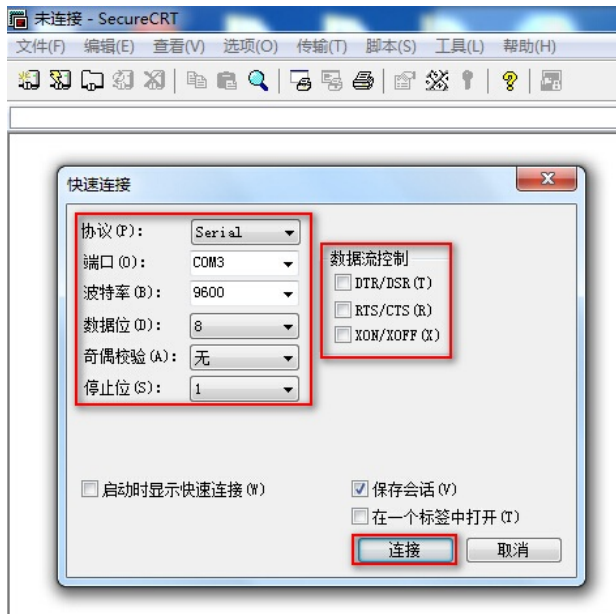 未连接 - SecureCRT
文件(F) 编辑(E) 查看(V) 选项(O) 传输(T) 脚本(S) 工具(L) 帮助(H)
快速连接
协议(P): Serial
端口(O): COM3
波特率(B): 9600
数据位(D): 8
奇偶校验(A): 无
停止位(S): 1
数据流控制
DTR/DSR(T)
RTS/CTS(R)
XON/XOFF(X)
启动时显示快速连接(W)
保存会话(V)
在一个标签中打开(T)
连接 取消